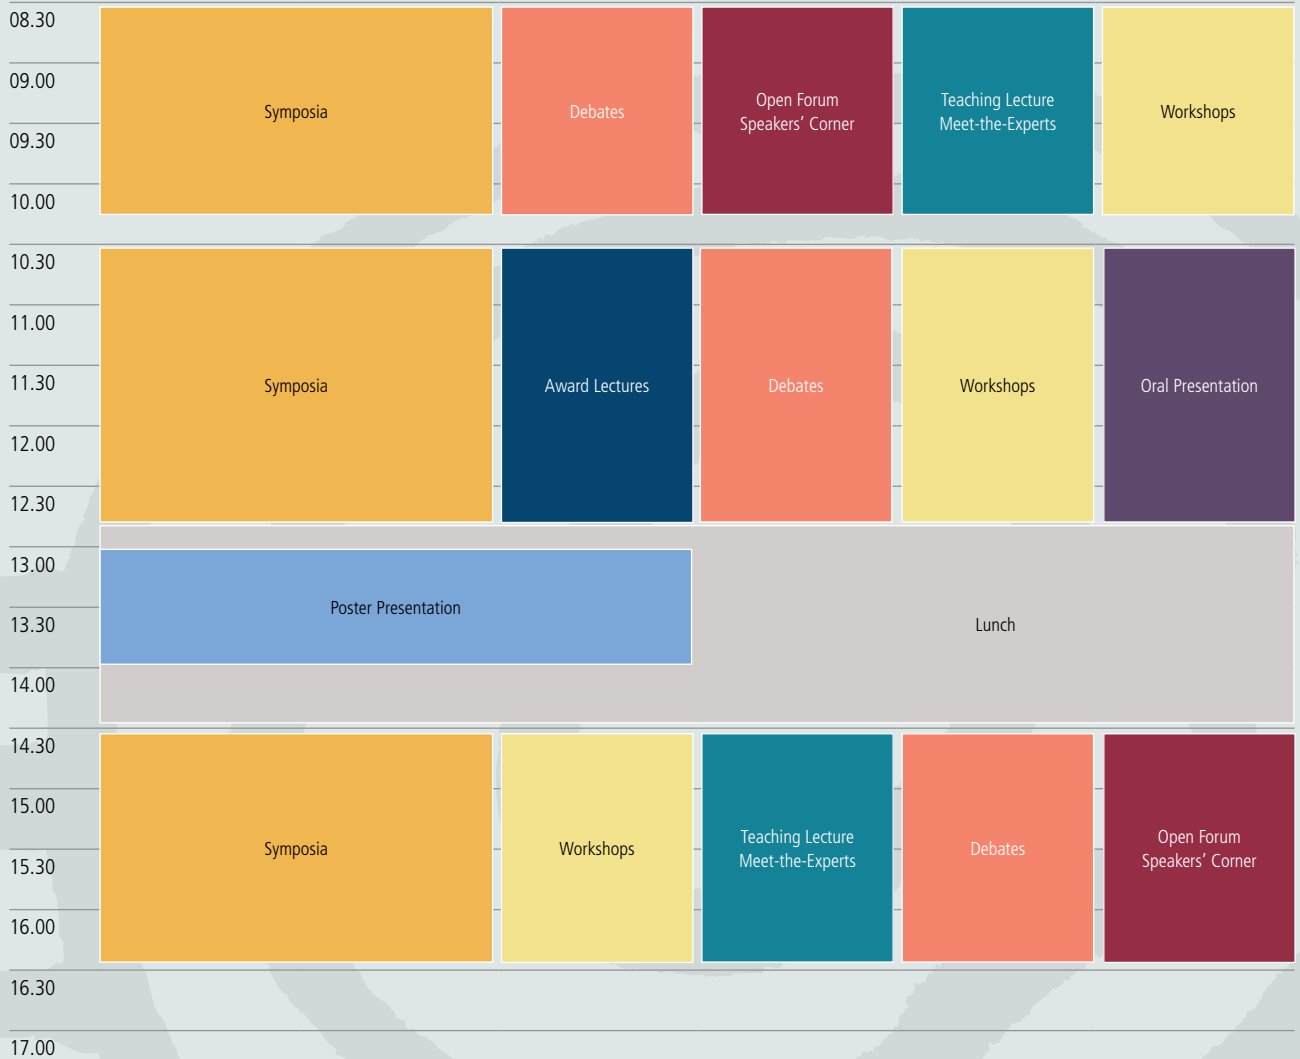 08.30
09.00
09.30
10.00
Symposia
Debates
Open Forum
Speakers’ Corner
Teaching Lecture
Meet-the-Experts
Workshops
10.30
11.00
11.30
12.00
12.30
Symposia
Award Lectures
Debates
Workshops
Oral Presentation
13.00
13.30
14.00
Poster Presentation
Lunch
14.30
15.00
15.30
16.00
Symposia
Workshops
Teaching Lecture
Meet-the-Experts
Debates
Open Forum
Speakers’ Corner
16.30
17.00